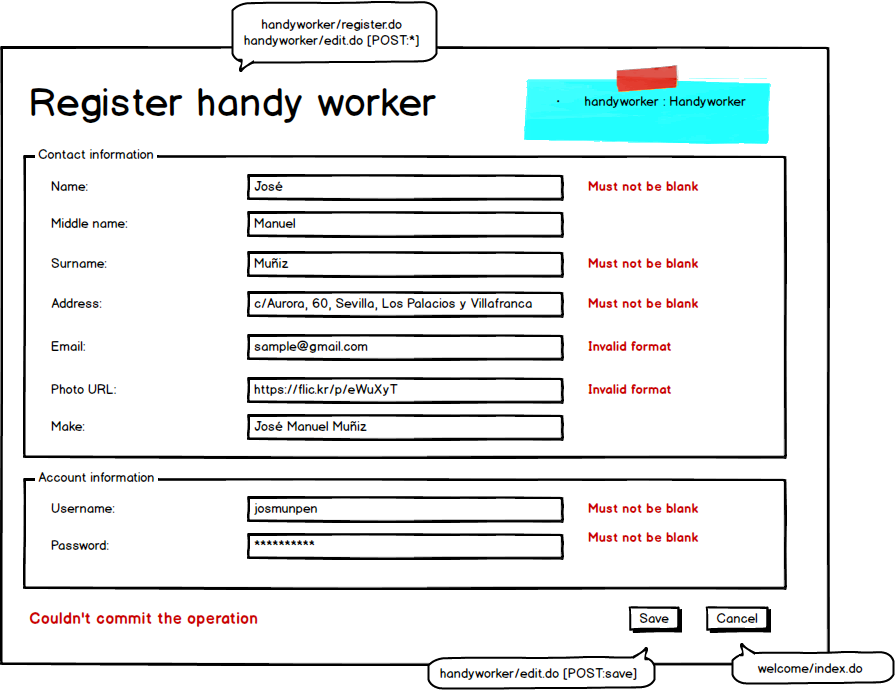 handyworker/register.do
handyworker/edit.do [POST:*]
Register handy worker
· handyworker : Handyworker
Contact information
Name: José Must not be blank
Middle name: Manuel
Surname: Muñiz Must not be blank
Address: c/Aurora, 60, Sevilla, Los Palacios y Villafranca Must not be blank
Email: sample@gmail.com Invalid format
Photo URL: https://flic.kr/p/eWuXyT Invalid format
Make: José Manuel Muñiz
Account information
Username: josmunpen Must not be blank
Password: ********** Must not be blank
Couldn't commit the operation Save Cancel
handyworker/edit.do [POST:save] welcome/index.do